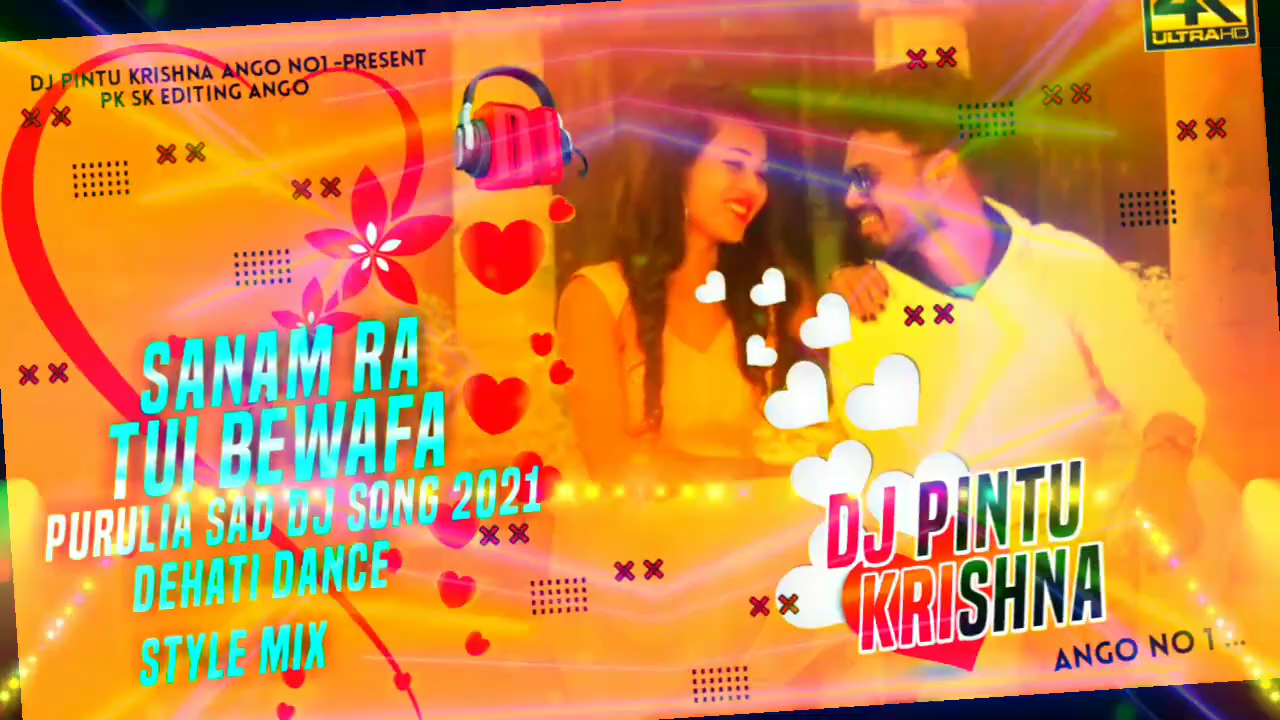 DJ PINTU KRISHNA ANGO NO1 -PRESENT
PK SK EDITING ANGO
4K
ULTRA HD
DJ
SANAM RA
TUI BEWAFA
PURULIA SAD DJ SONG 2021
DEHATI DANCE
STYLE MIX
DJ PINTU
KRISHNA
ANGO NO 1 ...